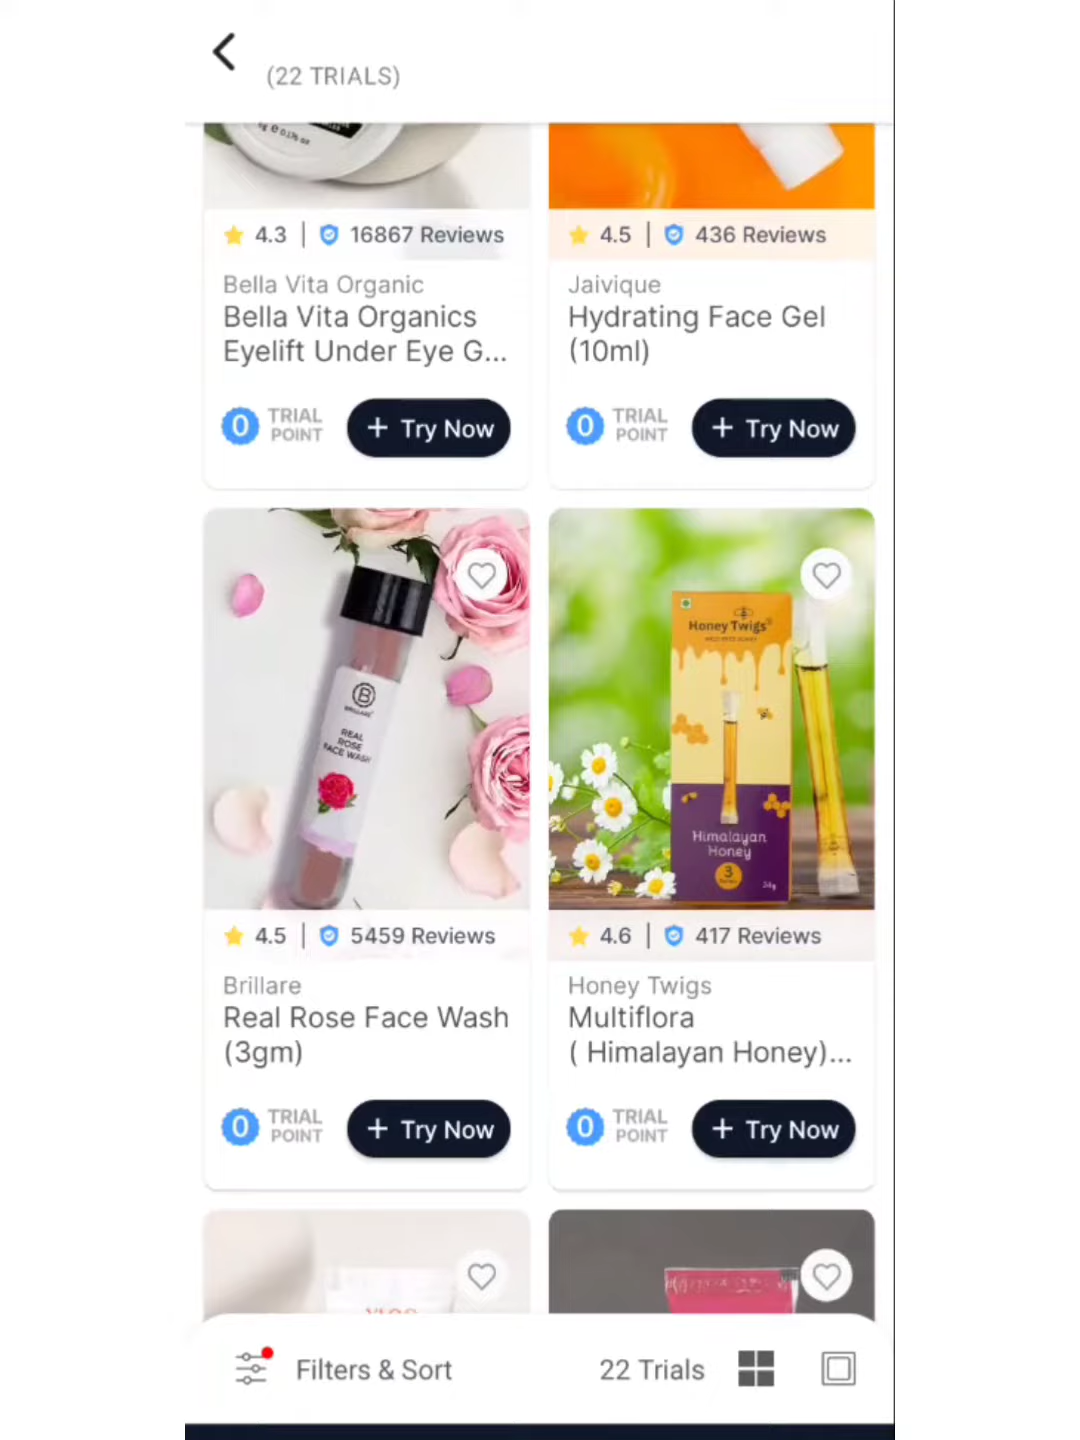 (22 TRIALS)
4.3 | 16867 Reviews
Bella Vita Organic
Bella Vita Organics
Eyelift Under Eye G...
0 TRIAL
POINT
+ Try Now
4.5 | 436 Reviews
Jaivique
Hydrating Face Gel
(10ml)
0 TRIAL
POINT
+ Try Now
B
BRILLARE
REAL
ROSE
FACE WASH
4.5 | 5459 Reviews
Brillare
Real Rose Face Wash
(3gm)
0 TRIAL
POINT
+ Try Now
Honey Twigs
Himalayan
Honey
3
24g
4.6 | 417 Reviews
Honey Twigs
Multiflora
( Himalayan Honey)...
0 TRIAL
POINT
+ Try Now
Filters & Sort
22 Trials